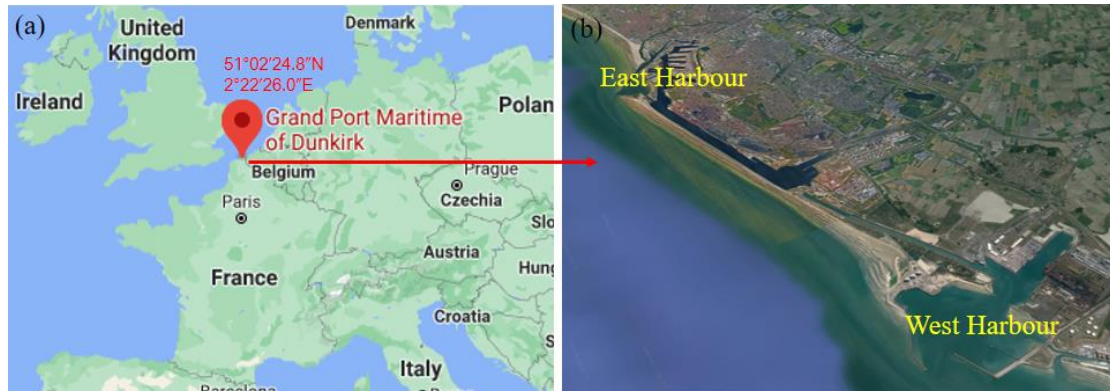 (a)
United
Kingdom
Denmark
51°02′24.8″N
2°22′26.0″E
Ireland
Grand Port Maritime
of Dunkirk
Polan
Belgium
Prague
Paris
Czechia
Slo
Austria
Hung
France
Croatia
Italy
Barcelona
(b)
East Harbour
West Harbour